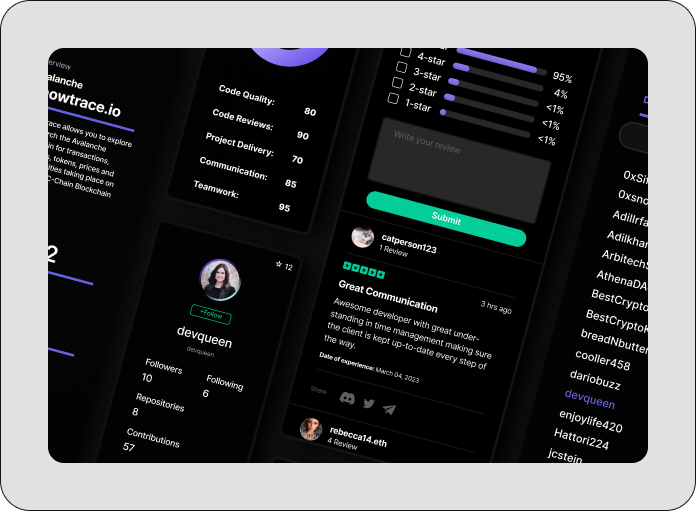 valanche
owtrace.io
race allows you to explore
rch the Avalanche
in for transactions,
s, tokens, prices and
ities taking place on
C-Chain Blockchain
2
Code Quality: 80
Code Reviews: 90
Project Delivery: 70
Communication: 85
Teamwork: 95
☆ 12
+Follow
devqueen
devqueen
Followers
10
Following
6
Repositories
8
Contributions
57
95%
4-star 4%
3-star <1%
2-star <1%
1-star <1%
Write your review
Submit
catperson123
1 Review
Great Communication 3 hrs ago
Awesome developer with great under-
standing in time management making sure
the client is kept up-to-date every step of
the way.
Date of experience: March 04, 2023
Share
rebecca14.eth
4 Review
0xSif
0xsno
Adillrfa
Adilkhar
ArbitechS
AthenaDA
BestCrypto
BestCryptoK
breadNbutter
cooller458
dariobuzz
devqueen
enjoylife420
Hattori224
jcstein